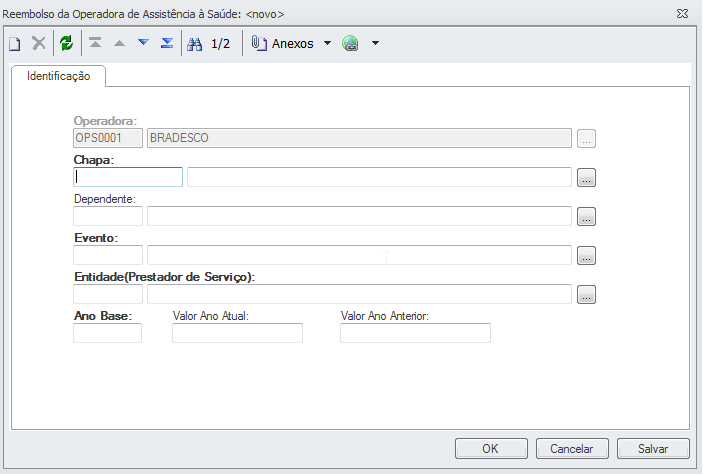 Reembolso da Operadora de Assistência à Saúde: <novo>
1/2 Anexos
Identificação
Operadora:
OPS0001 BRADESCO ...
Chapa:
...
Dependente:
...
Evento:
...
Entidade(Prestador de Serviço):
...
Ano Base: Valor Ano Atual: Valor Ano Anterior:
OK Cancelar Salvar